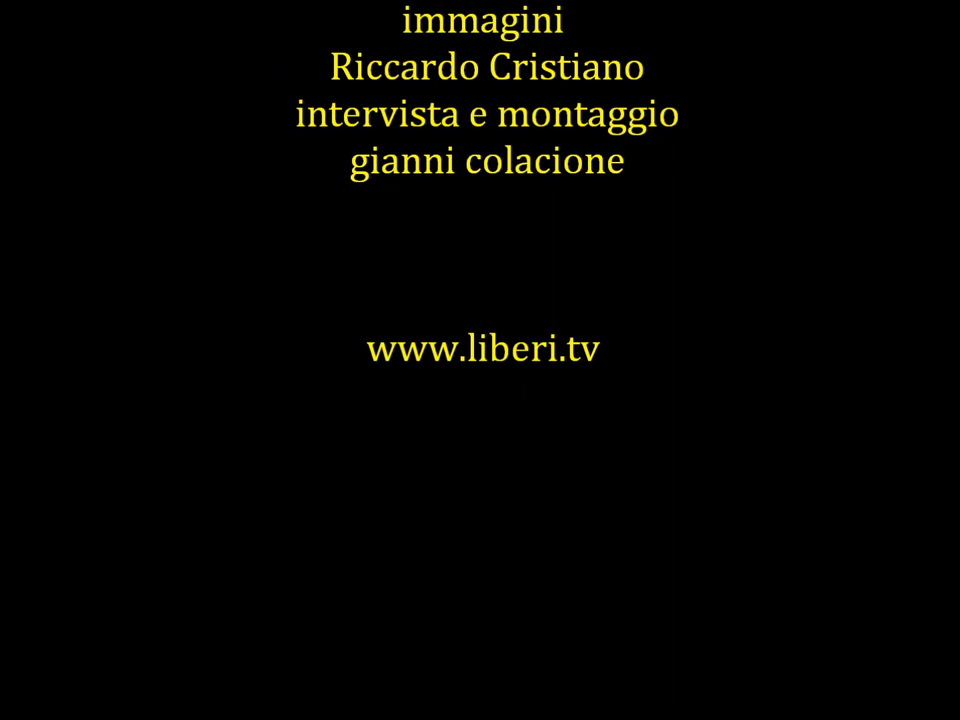 immagini
Riccardo Cristiano
intervista e montaggio
gianni colacione
www.liberi.tv